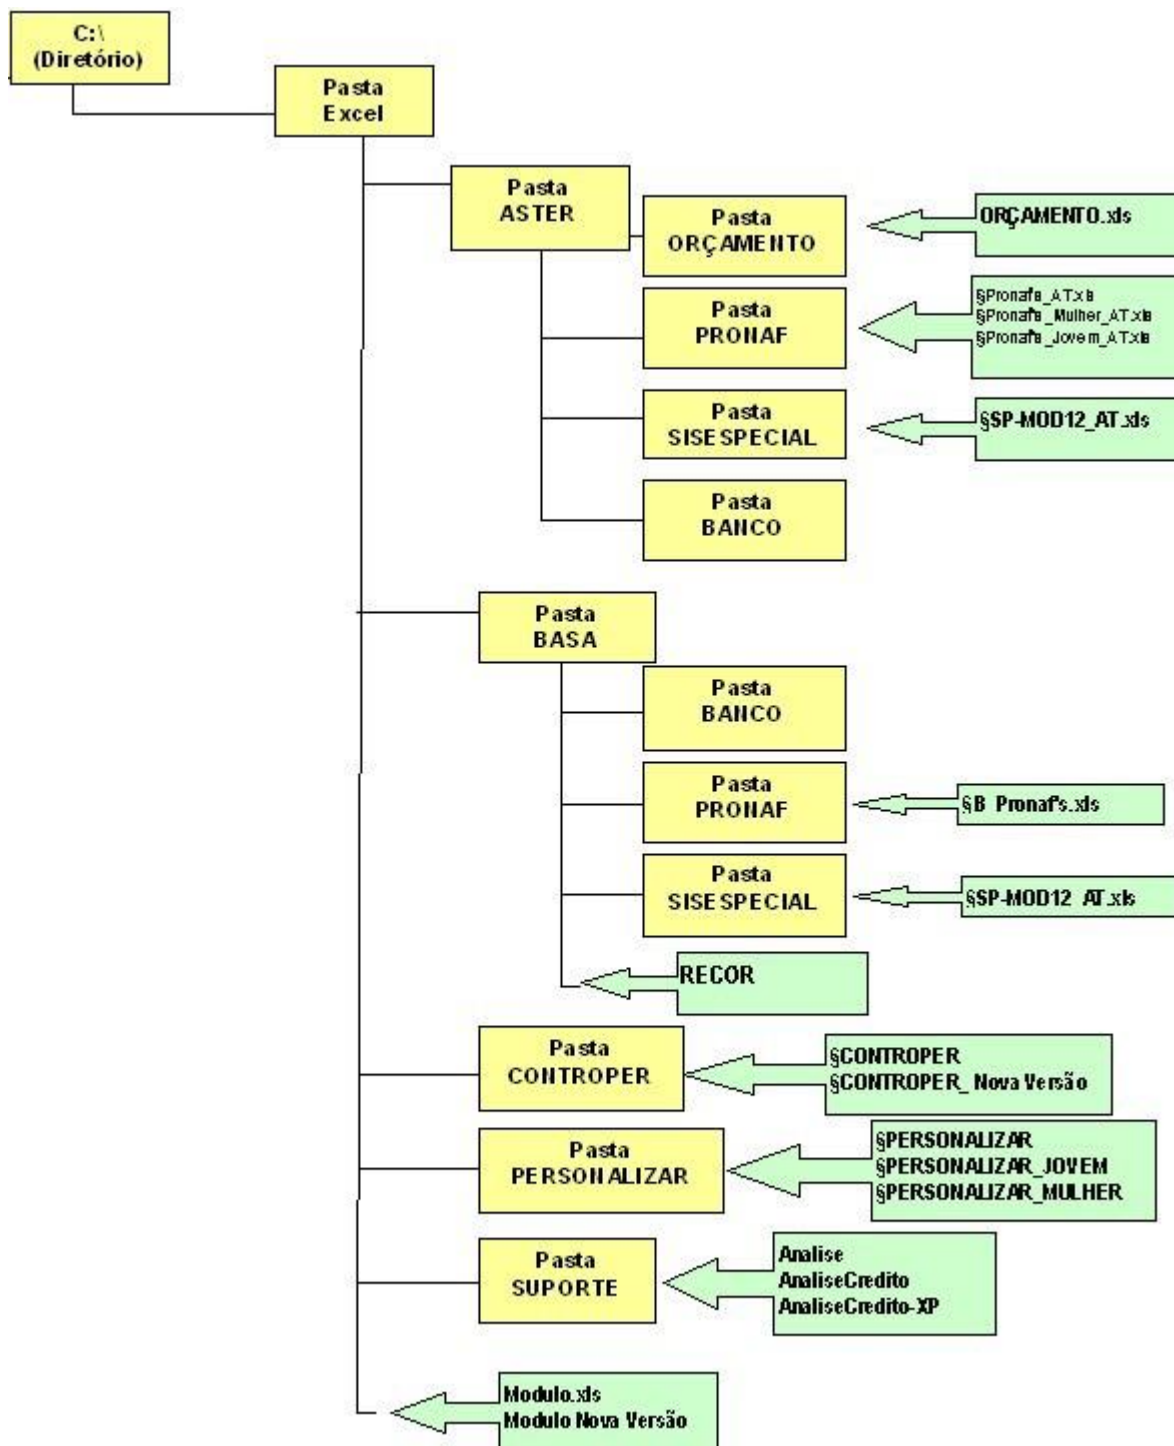 C:\
(Diretório)
Pasta
Excel
Pasta
ASTER
Pasta
ORÇAMENTO
ORÇAMENTO.xls
Pasta
PRONAF
§Pronafs_AT.xls
§Pronafs_Mulher_AT.xls
§Pronafs_Jovem_AT.xls
Pasta
SISESPECIAL
§SP-MOD12_AT.xls
Pasta
BANCO
Pasta
BASA
Pasta
BANCO
Pasta
PRONAF
§B Pronaf's.xls
Pasta
SISESPECIAL
§SP-MOD12 AT.xls
RECOR
Pasta
CONTROPER
§CONTROPER
§CONTROPER_ Nova Versão
Pasta
PERSONALIZAR
§PERSONALIZAR
§PERSONALIZAR_JOVEM
§PERSONALIZAR_MULHER
Pasta
SUPORTE
Analise
AnaliseCredito
AnaliseCredito-XP
Modulo.xls
Modulo Nova Versão